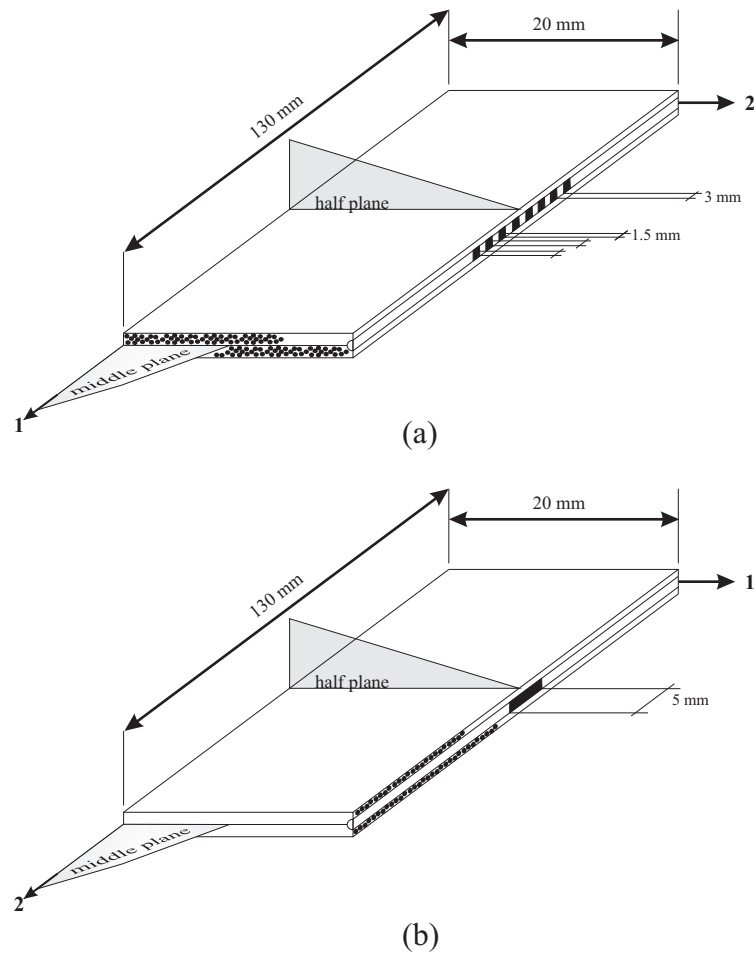 20 mm
130 mm
2
half plane
3 mm
1.5 mm
middle plane
1
(a)
20 mm
130 mm
1
half plane
5 mm
middle plane
2
(b)